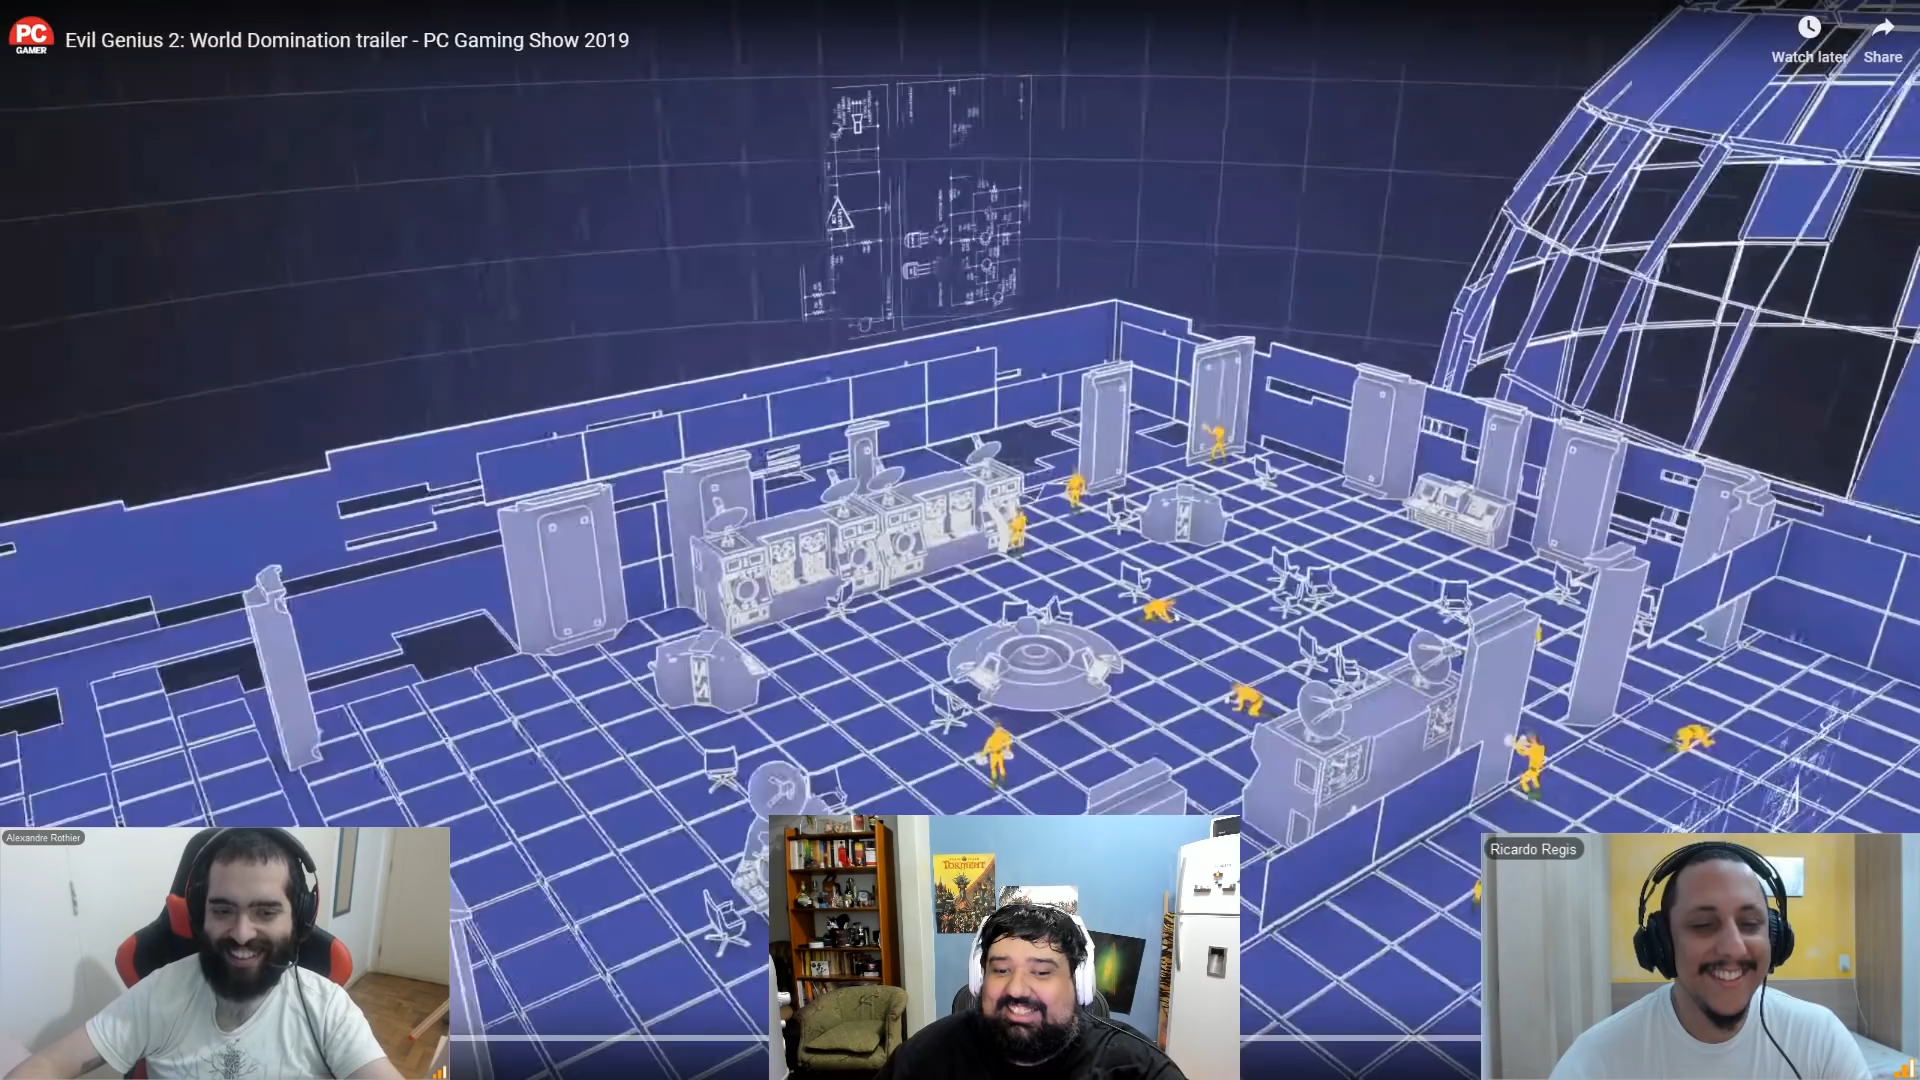 PC
GAMER
Evil Genius 2: World Domination trailer - PC Gaming Show 2019
Watch later
Share
Alexandre Rothier
TORMENT
Ricardo Regis